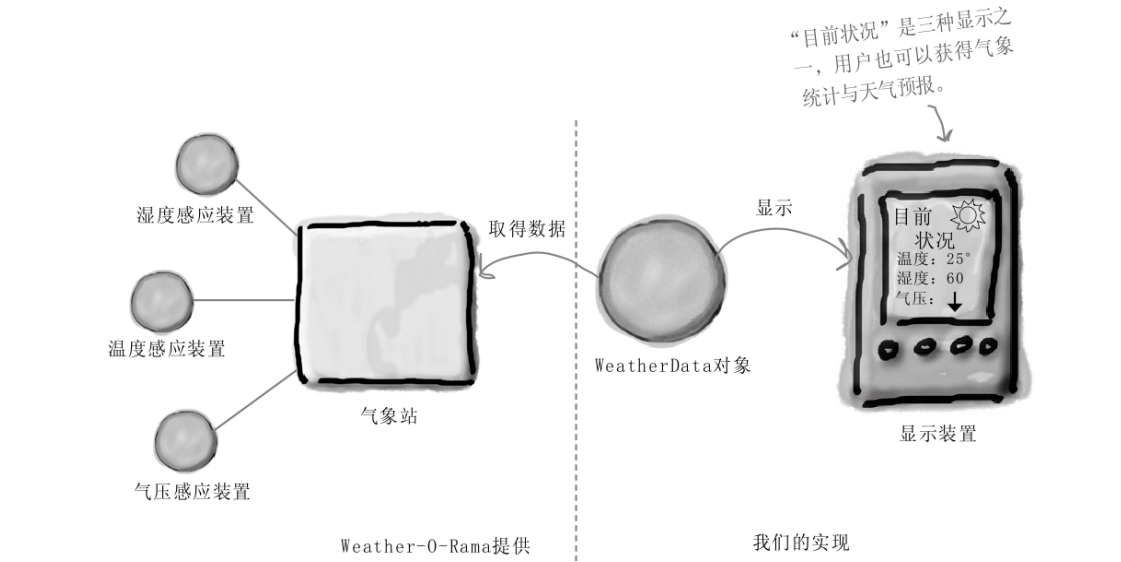 “目前状况”是三种显示之
一，用户也可以获得气象
统计与天气预报。
湿度感应装置
温度感应装置
气压感应装置
气象站
取得数据
WeatherData对象
显示
目前
状况
温度：25°
湿度：60
气压：
显示装置
Weather-O-Rama提供
我们的实现